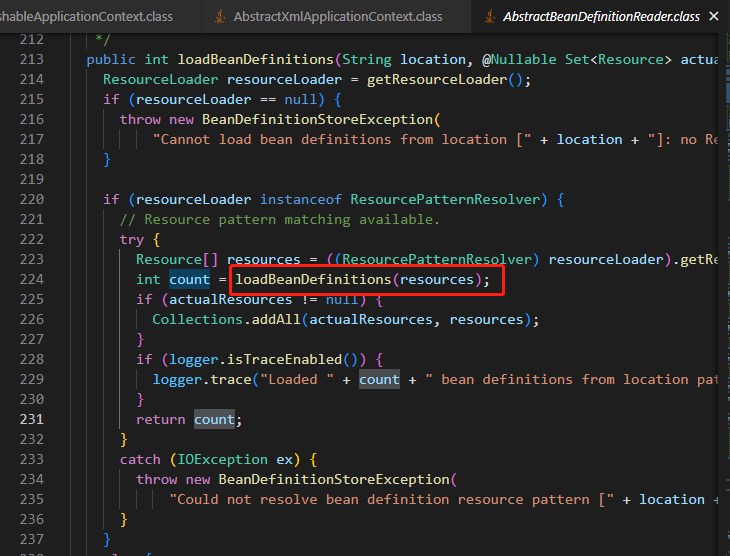 shableApplicationContext.class AbstractXmlApplicationContext.class AbstractBeanDefinitionReader.class
212 */
213 public int loadBeanDefinitions(String location, @Nullable Set<Resource> actua
214 ResourceLoader resourceLoader = getResourceLoader();
215 if (resourceLoader == null) {
216 throw new BeanDefinitionStoreException(
217 "Cannot load bean definitions from location [" + location + "]: no Re
218 }
219
220 if (resourceLoader instanceof ResourcePatternResolver) {
221 // Resource pattern matching available.
222 try {
223 Resource[] resources = ((ResourcePatternResolver) resourceLoader).getRe
224 int count = loadBeanDefinitions(resources);
225 if (actualResources != null) {
226 Collections.addAll(actualResources, resources);
227 }
228 if (logger.isTraceEnabled()) {
229 logger.trace("Loaded " + count + " bean definitions from location pat
230 }
231 return count;
232 }
233 catch (IOException ex) {
234 throw new BeanDefinitionStoreException(
235 "Could not resolve bean definition resource pattern [" + location +
236 }
237 }